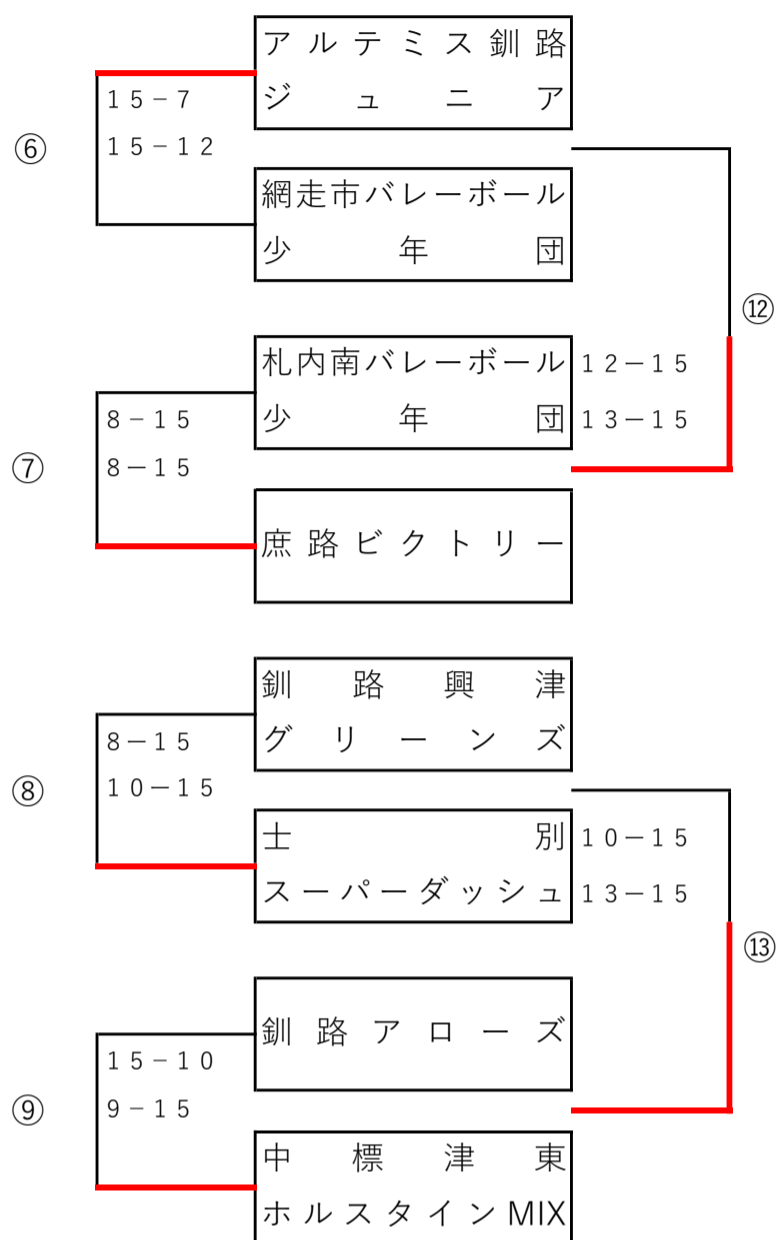 アルテミス釧路
ジュニア
15-7
⑥
15-12
網走市バレーボール
少年団
⑫
札内南バレーボール
12-15
少年団
8-15
13-15
⑦
8-15
庶路ビクトリー
釧路興津
グリーンズ
8-15
⑧
10-15
士別
10-15
スーパーダッシュ
13-15
⑬
釧路アローズ
15-10
⑨
9-15
中標津東
ホルスタインMIX